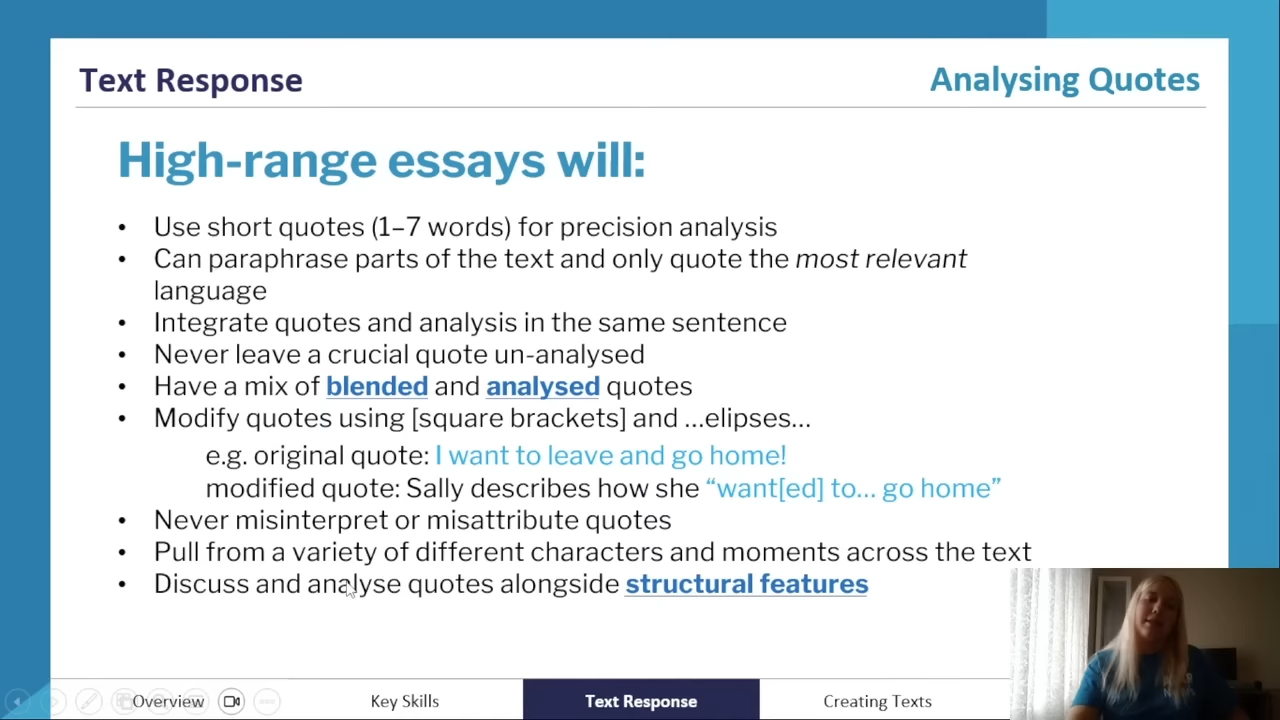 Text Response
Analysing Quotes
High-range essays will:
• Use short quotes (1–7 words) for precision analysis
• Can paraphrase parts of the text and only quote the most relevant
language
• Integrate quotes and analysis in the same sentence
• Never leave a crucial quote un-analysed
• Have a mix of blended and analysed quotes
• Modify quotes using [square brackets] and ...elipses...
e.g. original quote: I want to leave and go home!
modified quote: Sally describes how she “want[ed] to... go home”
• Never misinterpret or misattribute quotes
• Pull from a variety of different characters and moments across the text
• Discuss and analyse quotes alongside structural features
Overview
Key Skills
Text Response
Creating Texts